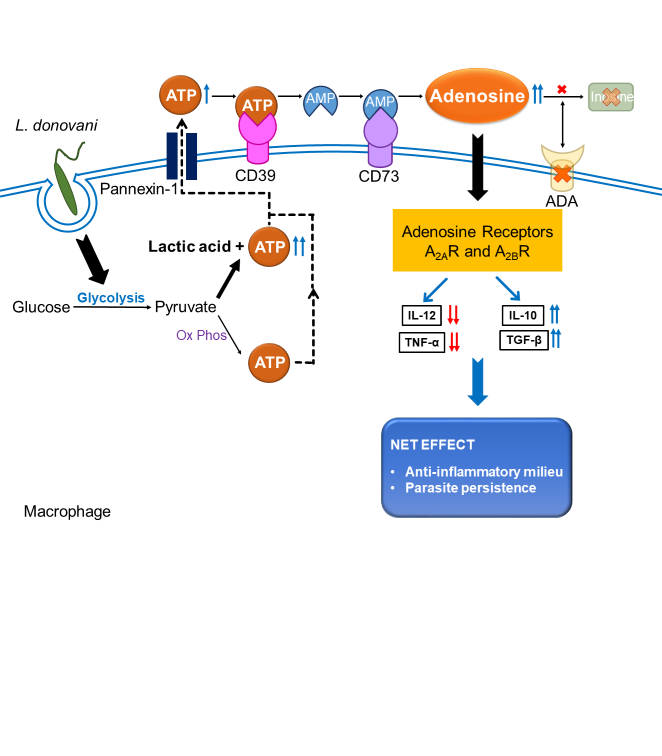 ATP
ATP
AMP
AMP
Adenosine
L. donovani
Pannexin-1
CD39
CD73
ADA
Lactic acid + ATP
Adenosine Receptors
A2AR and A2BR
Glucose
Glycolysis
Pyruvate
Ox Phos
ATP
IL-12
IL-10
TNF-α
TGF-β
NET EFFECT
• Anti-inflammatory milieu
• Parasite persistence
Macrophage